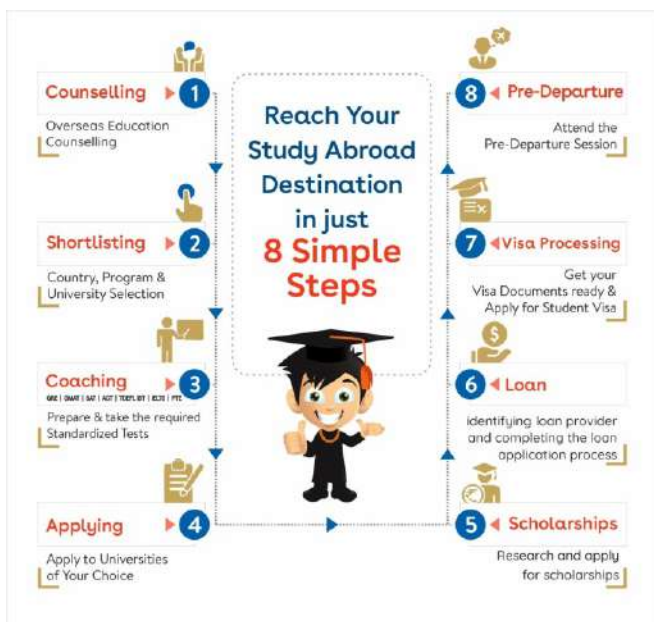 Reach Your
Study Abroad
Destination
in just
8 Simple
Steps
Counselling 1
Overseas Education
Counselling
Shortlisting 2
Country, Program &
University Selection
Coaching 3
GRE | GMAT | SAT | ACT | TOEFL IBT | IELTS | PTE
Prepare & take the required
Standardized Tests
Applying 4
Apply to Universities
of Your Choice
5 Scholarships
Research and apply
for scholarships
6 Loan
identifying loan provider
and completing the loan
application process
7 Visa Processing
Get your
Visa Documents ready &
Apply for Student Visa
8 Pre-Departure
Attend the
Pre-Departure Session